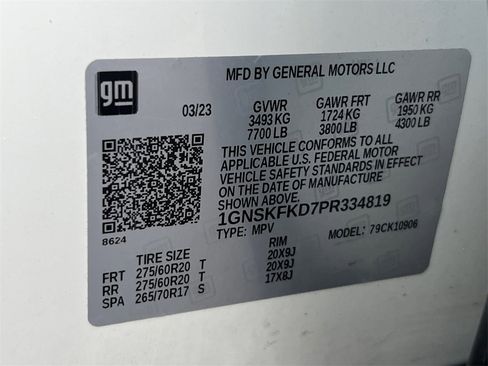 gm
MFD BY GENERAL MOTORS LLC
03/23 GVWR GAWR FRT GAWR RR
3493 KG 1724 KG 1950 KG
7700 LB 3800 LB 4300 LB
THIS VEHICLE CONFORMS TO ALL
APPLICABLE U.S. FEDERAL MOTOR
VEHICLE SAFETY STANDARDS IN
EFFECT ON THE DATE OF MANUFACTURE
SHOWN ABOVE.
1GNSKFKD7PR334819
8624 TYPE: MPV MODEL: 79CK10906
TIRE SIZE RIM
FRT 275/60R20 T 20X9J
RR 275/60R20 T 20X9J
SPA 265/70R17 S 17X8J